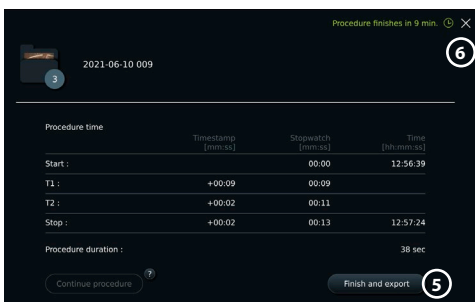 Procedure finishes in 9 min.
6
3
2021-06-10 009
Procedure time
Timestamp [mm:ss] Stopwatch [mm:ss] Time [hh:mm:ss]
Start : 00:00 12:56:39
T1 : +00:09 00:09
T2 : +00:02 00:11
Stop : +00:02 00:13 12:57:24
Procedure duration : 38 sec
Continue procedure ?
Finish and export 5